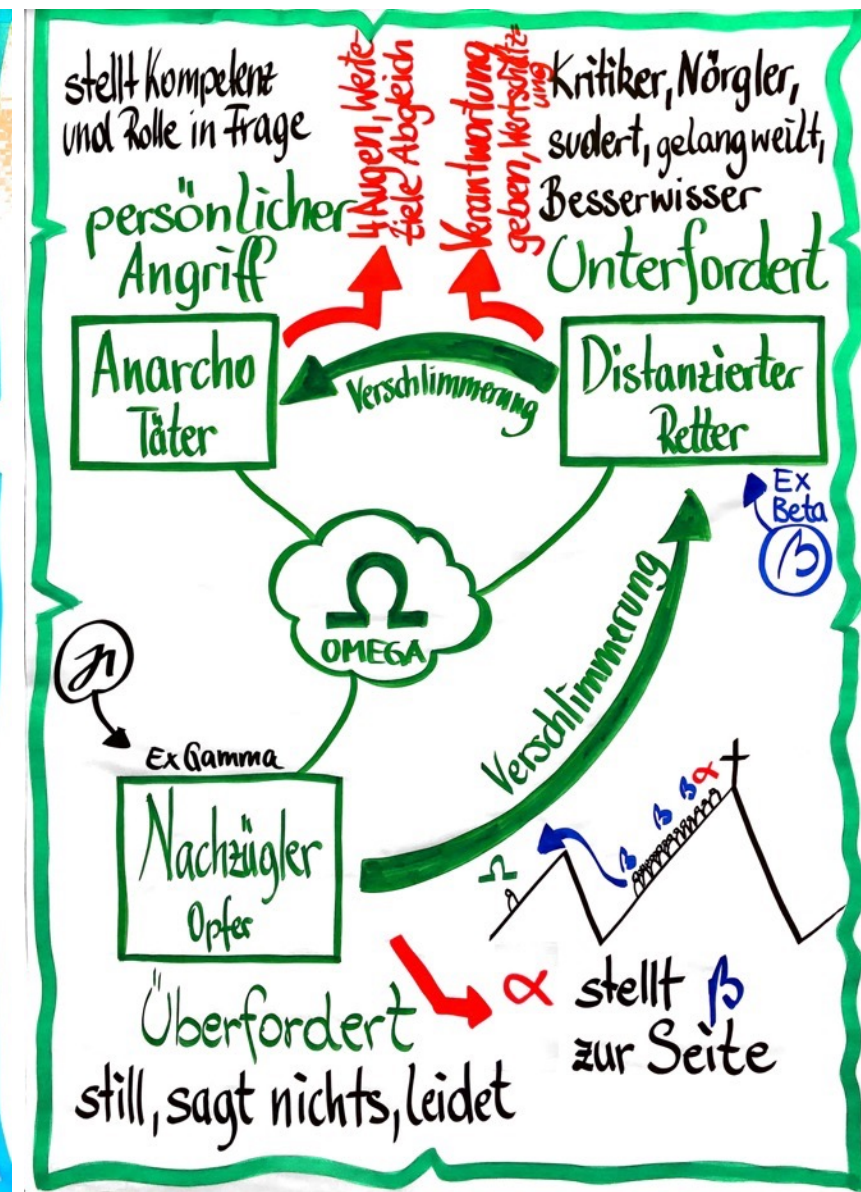 stellt Kompetenz
und Rolle in Frage
persönlicher
Angriff
4 Augen, Werte-
Ziele Abgleich
Verantwortung
geben, Wertschätz=
ung
Kritiker, Nörgler,
sudert, gelangweilt,
Besserwisser
Unterfordert
Anarcho
Täter
Verschlimmerung
Distanzierter
Retter
Ex
Beta
β
Ω
OMEGA
Ex Gamma
Nachzügler
Opfer
Verschlimmerung
Ω
β
β
β α
Überfordert
still, sagt nichts, leidet
α stellt β
zur Seite